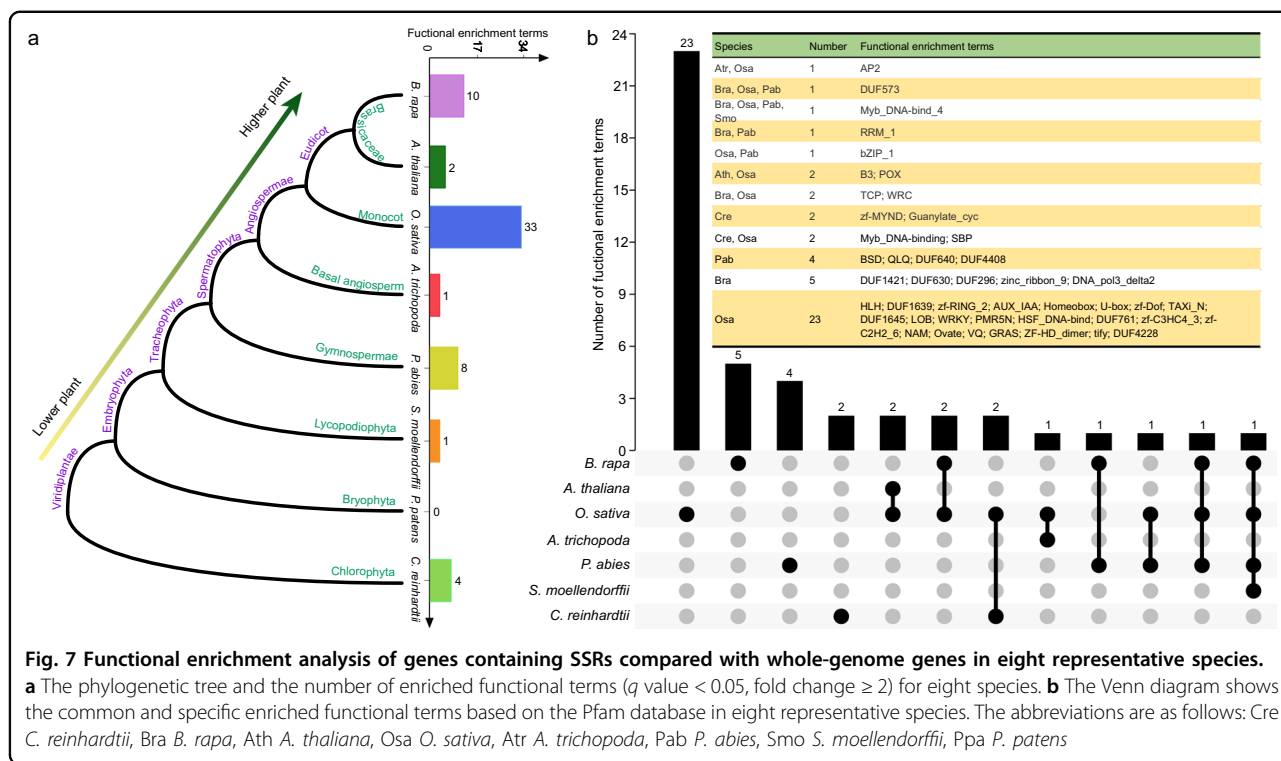 a
Fuctional enrichment terms
0
17
34
Higher plant
Lower plant
Viridiplantae
Embryophyta
Tracheophyta
Spermatophyta
Angiospermae
Eudicot
Brassicaceae
Monocot
Basal angiosperm
Gymnospermae
Lycopodiophyta
Bryophyta
Chlorophyta
B. rapa
10
A. thaliana
2
O. sativa
33
A. trichopoda
1
P. abies
8
S. moellendorffii
1
P. patens
0
C. reinhardtii
4
b
Number of fuctional enrichment terms
24
21
18
15
12
9
6
3
0
23
5
4
2
2
2
2
1
1
1
1
1
Species Number Functional enrichment terms
Atr, Osa 1 AP2
Bra, Osa, Pab 1 DUF573
Bra, Osa, Pab, Smo 1 Myb_DNA-bind_4
Bra, Pab 1 RRM_1
Osa, Pab 1 bZIP_1
Ath, Osa 2 B3; POX
Bra, Osa 2 TCP; WRC
Cre 2 zf-MYND; Guanylate_cyc
Cre, Osa 2 Myb_DNA-binding; SBP
Pab 4 BSD; QLQ; DUF640; DUF4408
Bra 5 DUF1421; DUF630; DUF296; zinc_ribbon_9; DNA_pol3_delta2
Osa 23 HLH; DUF1639; zf-RING_2; AUX_IAA; Homeobox; U-box; zf-Dof; TAXi_N;
DUF1645; LOB; WRKY; PMR5N; HSF_DNA-bind; DUF761; zf-C3HC4_3; zf-
C2H2_6; NAM; Ovate; VQ; GRAS; ZF-HD_dimer; tify; DUF4228
B. rapa
A. thaliana
O. sativa
A. trichopoda
P. abies
S. moellendorffii
C. reinhardtii
Fig. 7 Functional enrichment analysis of genes containing SSRs compared with whole-genome genes in eight representative species.
a The phylogenetic tree and the number of enriched functional terms (q value < 0.05, fold change ≥ 2) for eight species. b The Venn diagram shows
the common and specific enriched functional terms based on the Pfam database in eight representative species. The abbreviations are as follows: Cre
C. reinhardtii, Bra B. rapa, Ath A. thaliana, Osa O. sativa, Atr A. trichopoda, Pab P. abies, Smo S. moellendorffii, Ppa P. patens